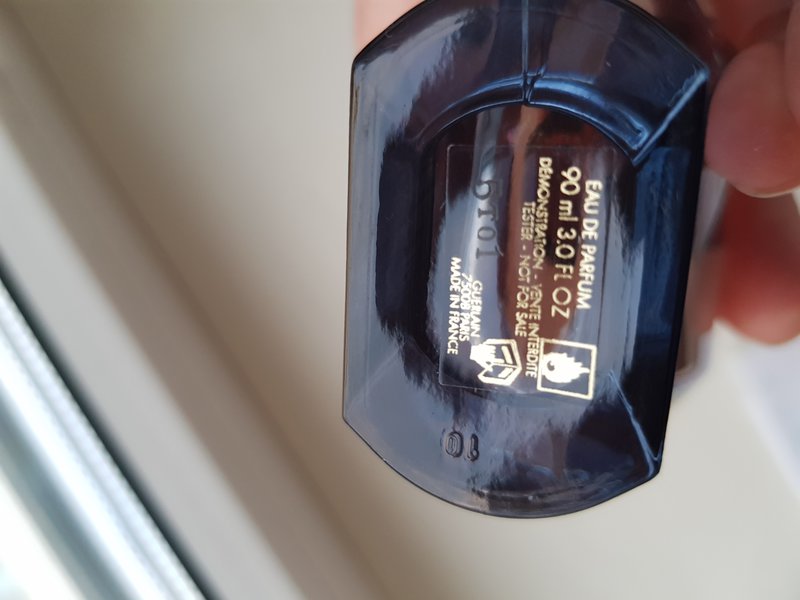 EAU DE PARFUM
90 ml 3.0 Fl OZ
DÉMONSTRATION - VENTE INTERDITE
TESTER - NOT FOR SALE
5T01
GUERLAIN
75008 PARIS
MADE IN FRANCE
10